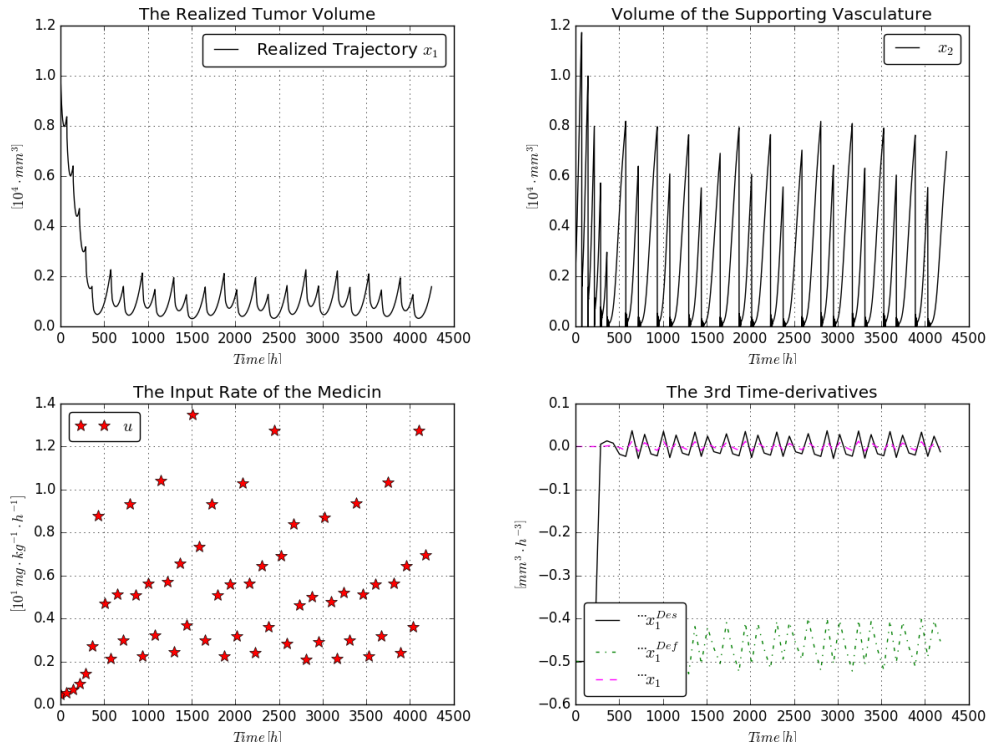 The Realized Tumor Volume
1.2
1.0
0.8
0.6
0.4
0.2
0.0
[10^4 · mm^3]
Realized Trajectory x_1
0 500 1000 1500 2000 2500 3000 3500 4000 4500
Time [h]
Volume of the Supporting Vasculature
1.2
1.0
0.8
0.6
0.4
0.2
0.0
[10^4 · mm^3]
x_2
0 500 1000 1500 2000 2500 3000 3500 4000 4500
Time [h]
The Input Rate of the Medicin
1.4
1.2
1.0
0.8
0.6
0.4
0.2
0.0
[10^1 mg · kg^{-1} · h^{-1}]
u
0 500 1000 1500 2000 2500 3000 3500 4000 4500
Time [h]
The 3rd Time-derivatives
0.1
0.0
−0.1
−0.2
−0.3
−0.4
−0.5
−0.6
[mm^3 · h^{-3}]
⃛x_1^{Des}
⃛x_1^{Def}
⃛x_1
0 500 1000 1500 2000 2500 3000 3500 4000 4500
Time [h]